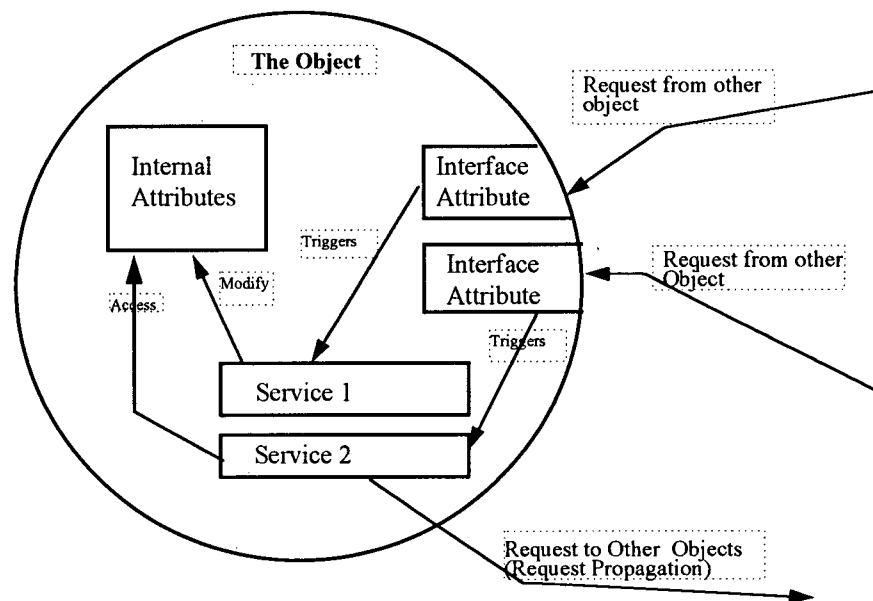 The Object
Request from other
object
Internal
Attributes
Interface
Attribute
Triggers
Interface
Attribute
Request from other
Object
Access
Modify
Triggers
Service 1
Service 2
Request to Other Objects
(Request Propagation)